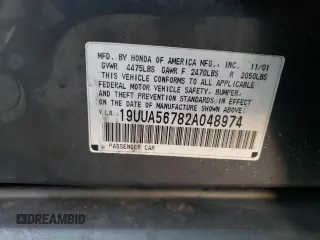 MFD. BY HONDA OF AMERICA MFG., INC. 11/01
GVWR 4475LBS GAWR F 2470LBS R 2050LBS
THIS VEHICLE CONFORMS TO ALL APPLICABLE
FEDERAL MOTOR VEHICLE SAFETY, BUMPER,
AND THEFT PREVENTION STANDARDS IN EFFECT
ON THE DATE OF MANUFACTURE SHOWN ABOVE.
V.I.N. 19UUA56782A048974
PASSENGER CAR
© AUTOBIDMASTER
DREAMBID